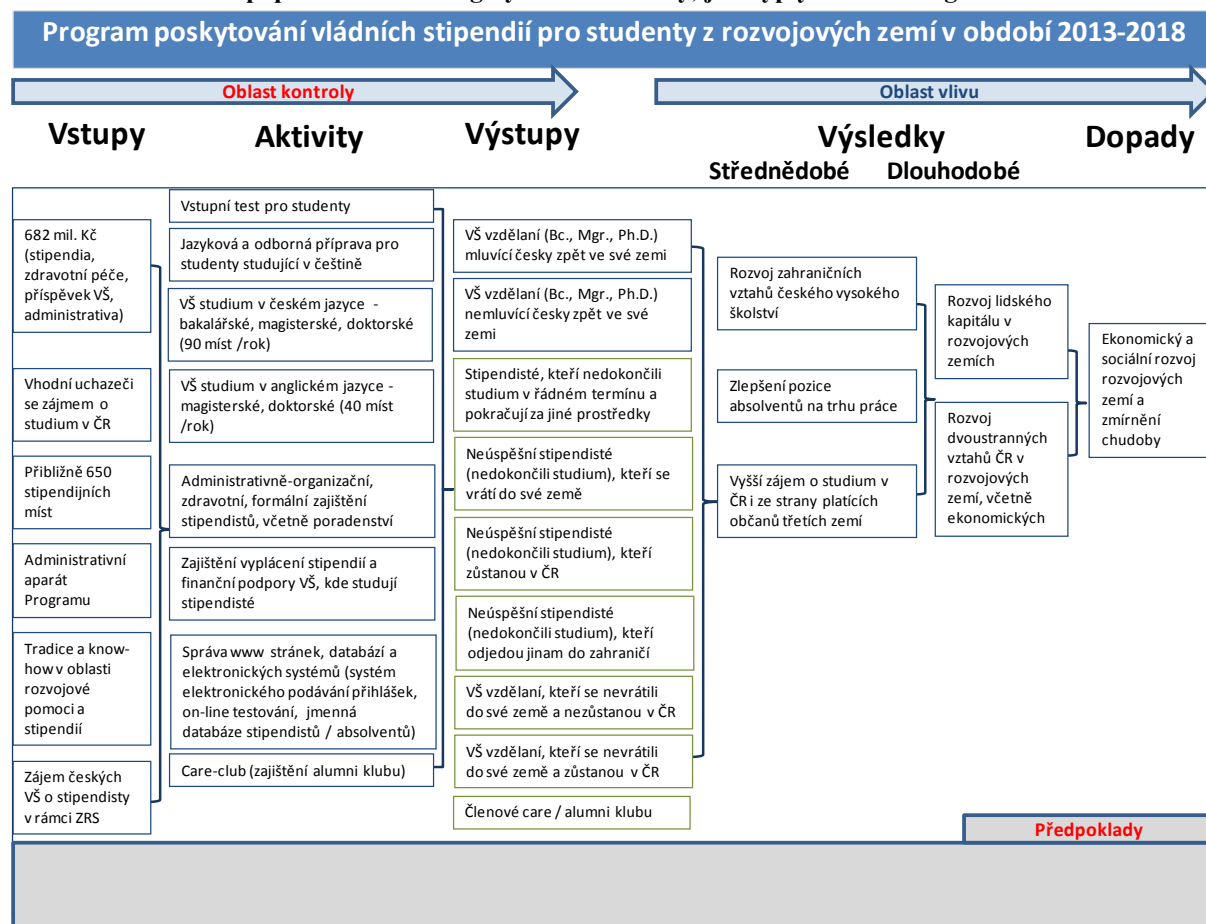 Program poskytování vládních stipendií pro studenty z rozvojových zemí v období 2013-2018
Oblast kontroly
Oblast vlivu
Vstupy
Aktivity
Výstupy
Výsledky
Dopady
Střednědobé
Dlouhodobé
682 mil. Kč
(stipendia,
zdravotní péče,
příspěvek VŠ,
administrativa)
Vhodní uchazeči
se zájmem o
studium v ČR
Přibližně 650
stipendijních
míst
Administrativní
aparát
Programu
Tradice a know-
how v oblasti
rozvojové
pomoci a
stipendií
Zájem českých
VŠ o stipendisty
v rámci ZRS
Vstupní test pro studenty
Jazyková a odborná příprava pro
studenty studující v češtině
VŠ studium v českém jazyce -
bakalářské, magisterské, doktorské
(90 míst /rok)
VŠ studium v anglickém jazyce -
magisterské, doktorské (40 míst
/rok)
Administrativně-organizační,
zdravotní, formální zajištění
stipendistů, včetně poradenství
Zajištění vyplácení stipendií a
finanční podpory VŠ, kde studují
stipendisté
Správa www stránek, databází a
elektronických systémů (systém
elektronického podávání přihlášek,
on-line testování, jmenná
databáze stipendistů / absolventů)
Care-club (zajištění alumni klubu)
VŠ vzdělaní (Bc., Mgr., Ph.D.)
mluvící česky zpět ve své zemi
VŠ vzdělaní (Bc., Mgr., Ph.D.)
nemluvící česky zpět ve své
zemi
Stipendisté, kteří nedokončili
studium v řádném termínu a
pokračují za jiné prostředky
Neúspěšní stipendisté
(nedokončili studium), kteří se
vrátí do své země
Neúspěšní stipendisté
(nedokončili studium), kteří
zůstanou v ČR
Neúspěšní stipendisté
(nedokončili studium), kteří
odjedou jinam do zahraničí
VŠ vzdělaní, kteří se nevrátili
do své země a nezůstanou v ČR
VŠ vzdělaní, kteří se nevrátili
do své země a zůstanou v ČR
Členové care / alumni klubu
Rozvoj zahraničních
vztahů českého vysokého
školství
Zlepšení pozice
absolventů na trhu práce
Vyšší zájem o studium v
ČR i ze strany platících
občanů třetích zemí
Rozvoj lidského
kapitálu v
rozvojových
zemích
Rozvoj
dvoustranných
vztahů ČR v
rozvojových
zemí, včetně
ekonomických
Ekonomický a
sociální rozvoj
rozvojových
zemí a
zmírnění
chudoby
Předpoklady